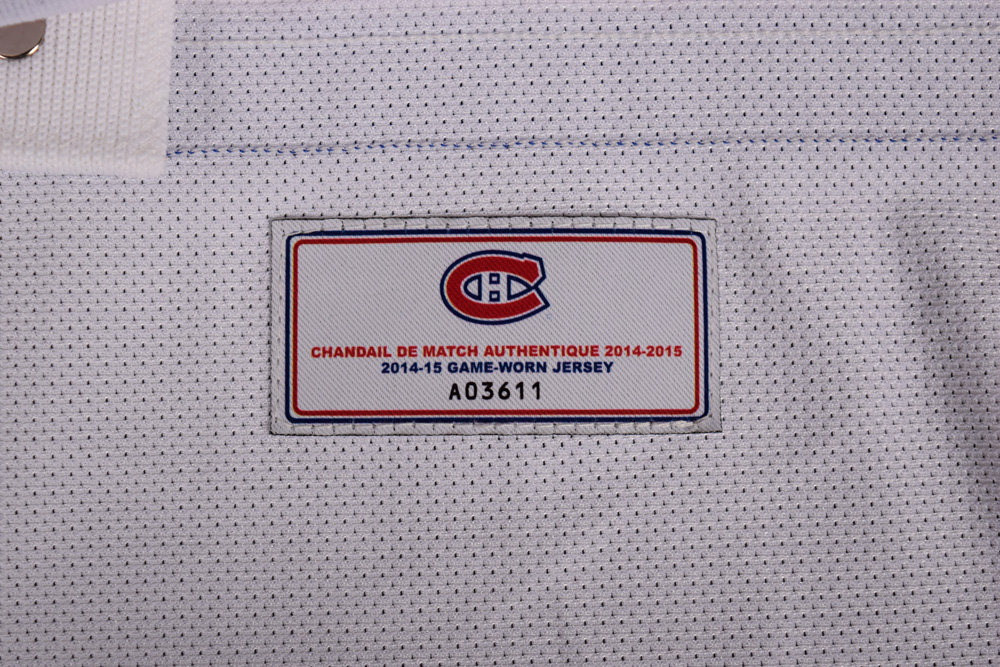 CHANDAIL DE MATCH AUTHENTIQUE 2014-2015
2014-15 GAME-WORN JERSEY
A03611